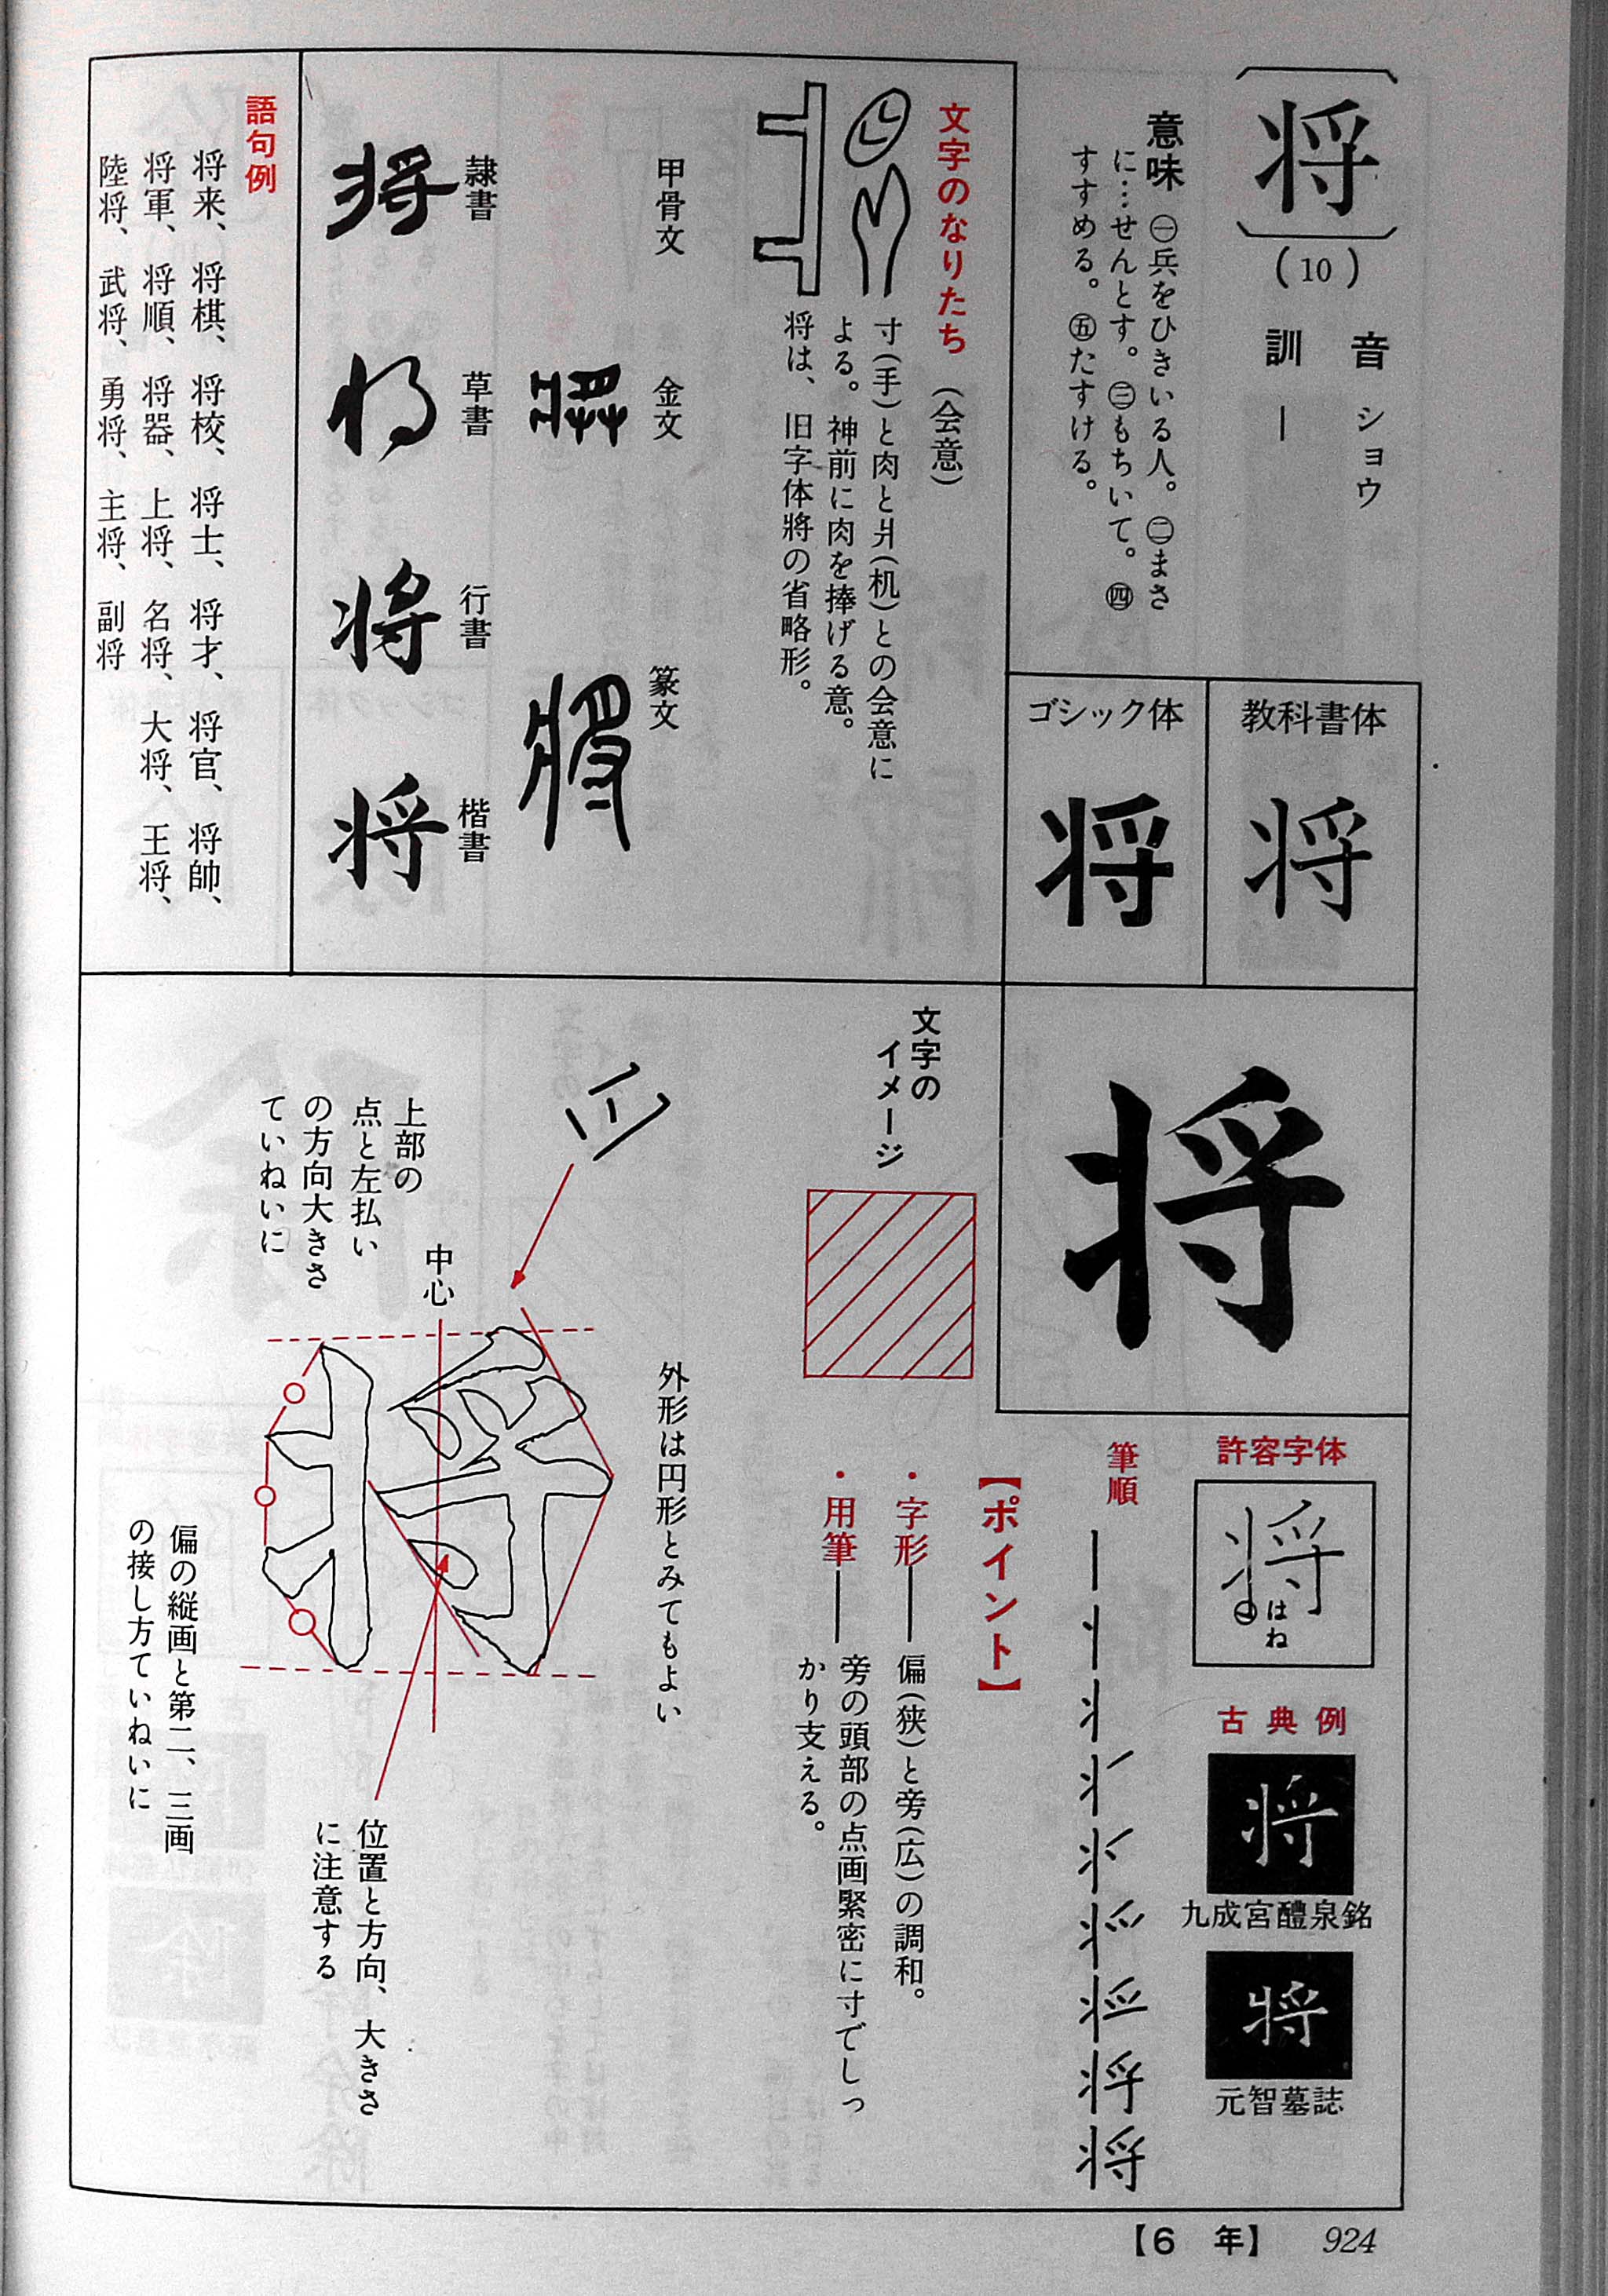 将
(10)
音 ショウ
訓 ―
意味 ㊀兵をひきいる人。㊁まさ
に…せんとす。㊂もちいて。㊃
すすめる。㊄たすける。
教科書体
将
ゴシック体
将
文字のなりたち (会意)
寸(手)と肉と爿(机)との会意に
よる。神前に肉を捧げる意。
将は、旧字体將の省略形。
甲骨文
金文
篆文
隷書
将
草書
将
行書
将
楷書
将
語句例
将来、将棋、将校、将士、将才、将官、将帥、
将軍、将順、将器、上将、名将、大将、王将、
陸将、武将、勇将、主将、副将
将
許容字体
将
はね
古典例
将
九成宮醴泉銘
将
元智墓誌
筆順
将
【ポイント】
・字形―偏(狭)と旁(広)の調和。
・用筆―旁の頭部の点画緊密に寸でしっ
かり支える。
文字の
イメージ
外形は円形とみてもよい
上部の
点と左払い
の方向大きさ
ていねいに
中心
将
偏の縦画と第二、三画
の接し方ていねいに
位置と方向、大きさ
に注意する
【6 年】 924